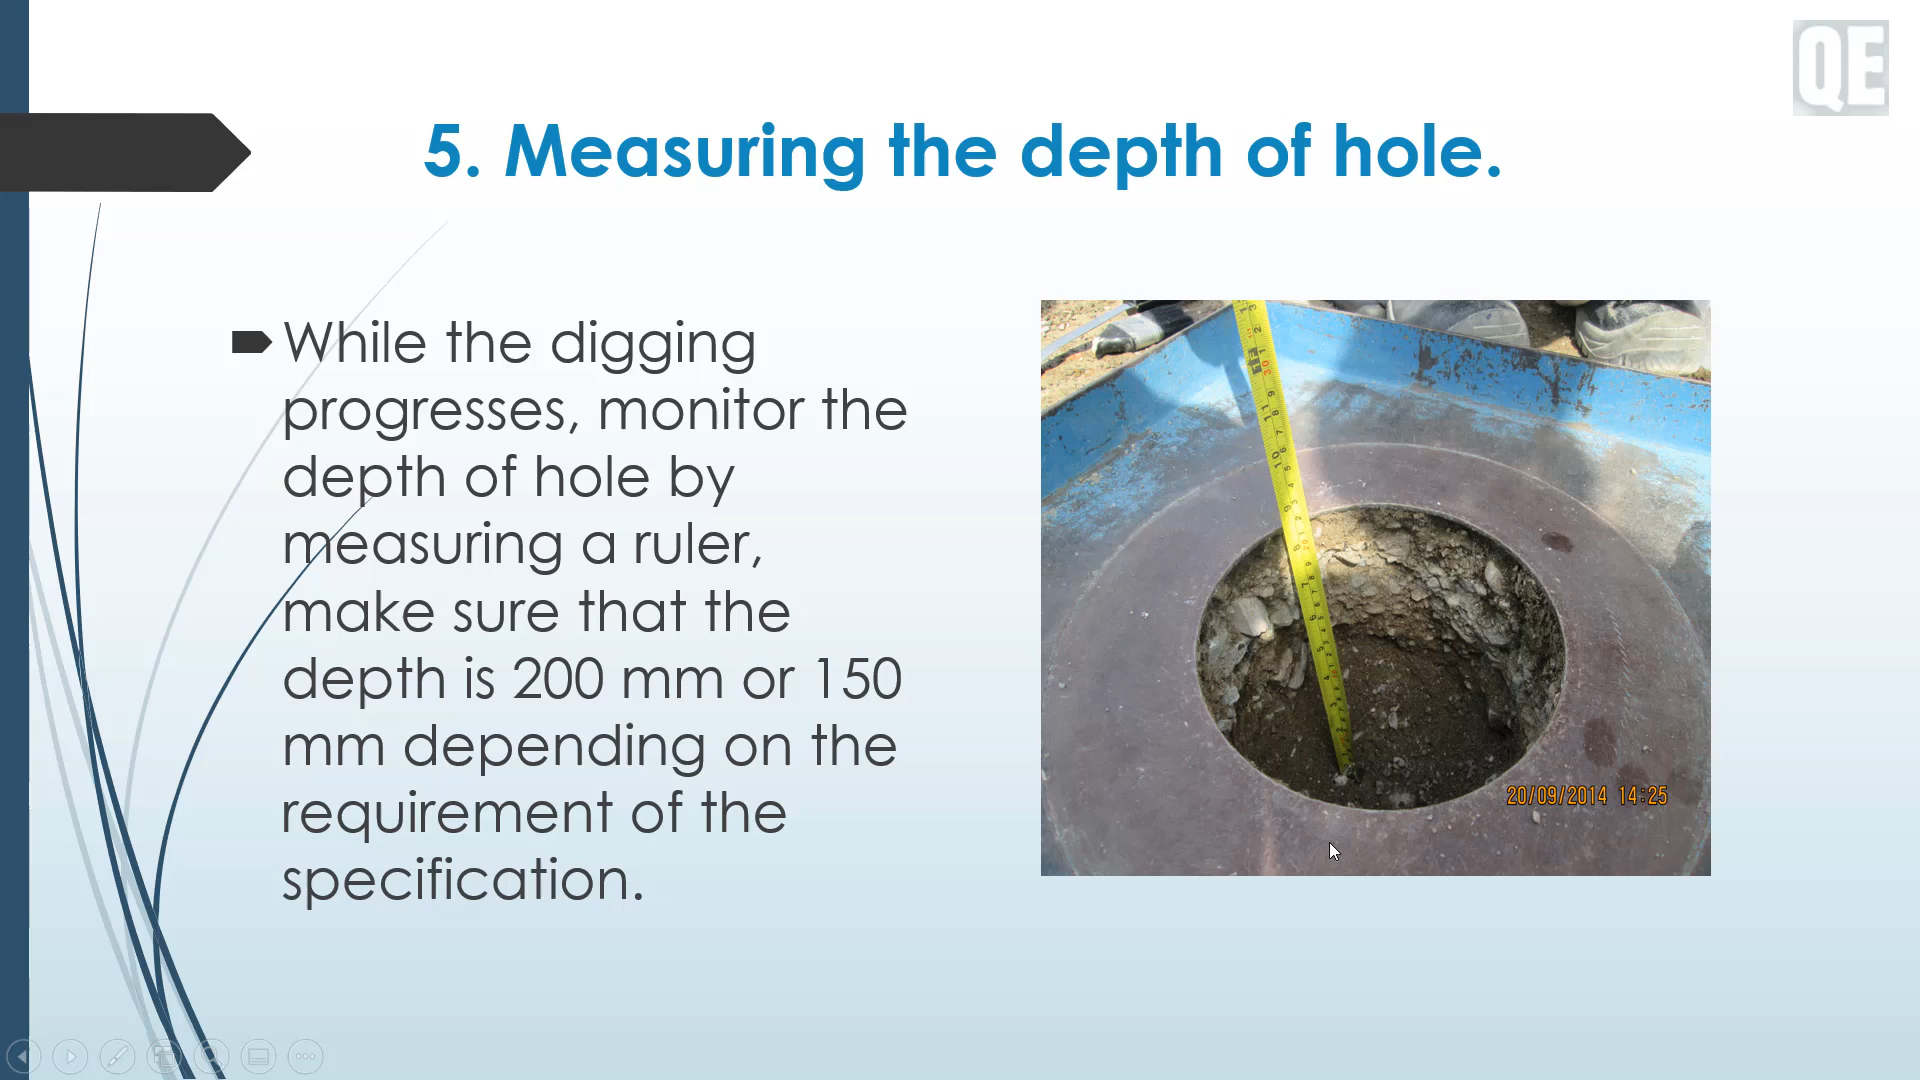 QE
5. Measuring the depth of hole.
While the digging
progresses, monitor the
depth of hole by
measuring a ruler,
make sure that the
depth is 200 mm or 150
mm depending on the
requirement of the
specification.
20/09/2014 14:25